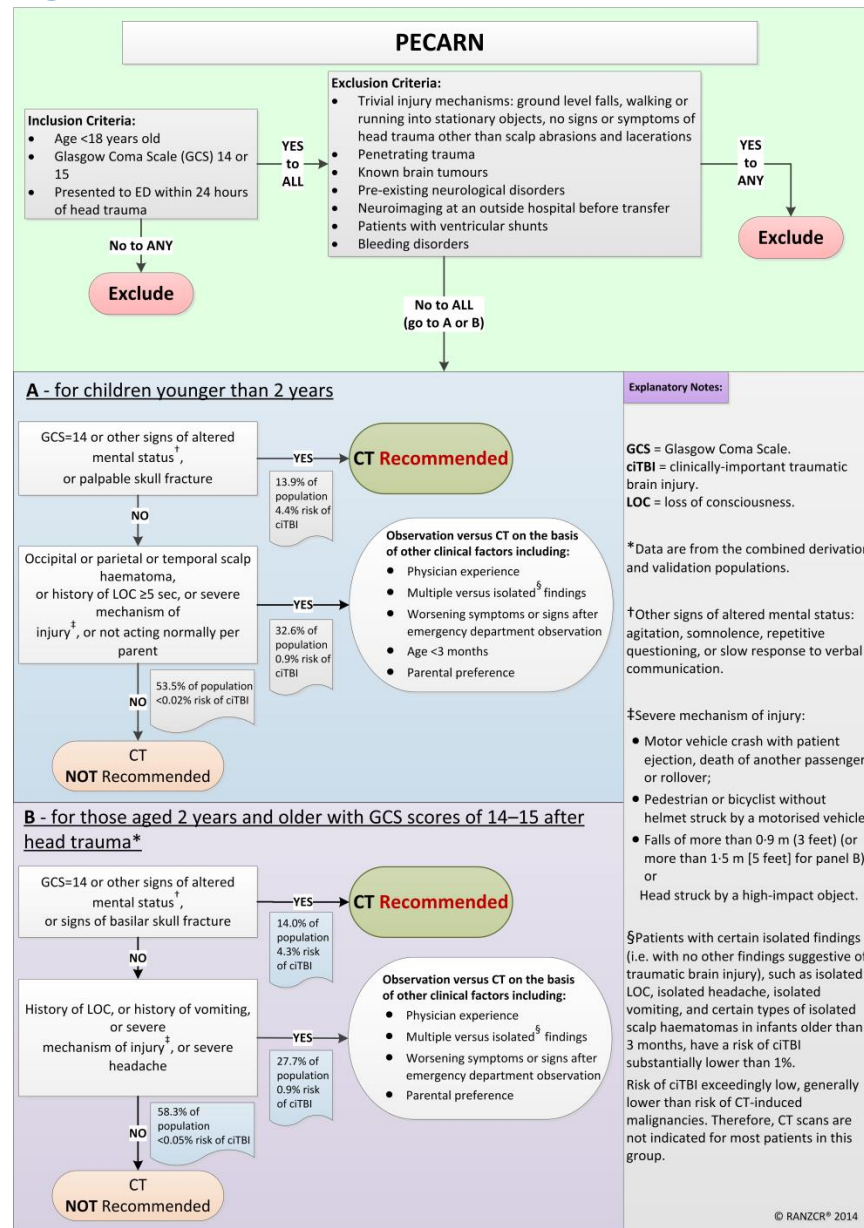 PECARN
Inclusion Criteria:
● Age <18 years old
● Glasgow Coma Scale (GCS) 14 or
15
● Presented to ED within 24 hours
of head trauma
YES
to
ALL
Exclusion Criteria:
● Trivial injury mechanisms: ground level falls, walking or
running into stationary objects, no signs or symptoms of
head trauma other than scalp abrasions and lacerations
● Penetrating trauma
● Known brain tumours
● Pre-existing neurological disorders
● Neuroimaging at an outside hospital before transfer
● Patients with ventricular shunts
● Bleeding disorders
YES
to
ANY
Exclude
No to ANY
Exclude
No to ALL
(go to A or B)
A - for children younger than 2 years
GCS=14 or other signs of altered
mental status†,
or palpable skull fracture
YES
13.9% of
population
4.4% risk of
ciTBI
CT Recommended
NO
Occipital or parietal or temporal scalp
haematoma,
or history of LOC ≥5 sec, or severe
mechanism of
injury‡, or not acting normally per
parent
YES
32.6% of
population
0.9% risk of
ciTBI
Observation versus CT on the basis
of other clinical factors including:
● Physician experience
● Multiple versus isolated§ findings
● Worsening symptoms or signs after
emergency department observation
● Age <3 months
● Parental preference
NO
53.5% of population
<0.02% risk of ciTBI
CT
NOT Recommended
B - for those aged 2 years and older with GCS scores of 14–15 after
head trauma*
GCS=14 or other signs of altered
mental status†,
or signs of basilar skull fracture
YES
14.0% of
population
4.3% risk
of ciTBI
CT Recommended
NO
History of LOC, or history of vomiting,
or severe
mechanism of injury‡, or severe
headache
YES
27.7% of
population
0.9% risk
of ciTBI
Observation versus CT on the basis
of other clinical factors including:
● Physician experience
● Multiple versus isolated§ findings
● Worsening symptoms or signs after
emergency department observation
● Parental preference
NO
58.3% of
population
<0.05% risk of ciTBI
CT
NOT Recommended
Explanatory Notes:
GCS = Glasgow Coma Scale.
ciTBI = clinically-important traumatic
brain injury.
LOC = loss of consciousness.
*Data are from the combined derivation
and validation populations.
†Other signs of altered mental status:
agitation, somnolence, repetitive
questioning, or slow response to verbal
communication.
‡Severe mechanism of injury:
● Motor vehicle crash with patient
ejection, death of another passenger
or rollover;
● Pedestrian or bicyclist without
helmet struck by a motorised vehicle
● Falls of more than 0·9 m (3 feet) (or
more than 1·5 m [5 feet] for panel B)
or
Head struck by a high-impact object.
§Patients with certain isolated findings
(i.e. with no other findings suggestive of
traumatic brain injury), such as isolated
LOC, isolated headache, isolated
vomiting, and certain types of isolated
scalp haematomas in infants older than
3 months, have a risk of ciTBI
substantially lower than 1%.
Risk of ciTBI exceedingly low, generally
lower than risk of CT-induced
malignancies. Therefore, CT scans are
not indicated for most patients in this
group.
© RANZCR® 2014